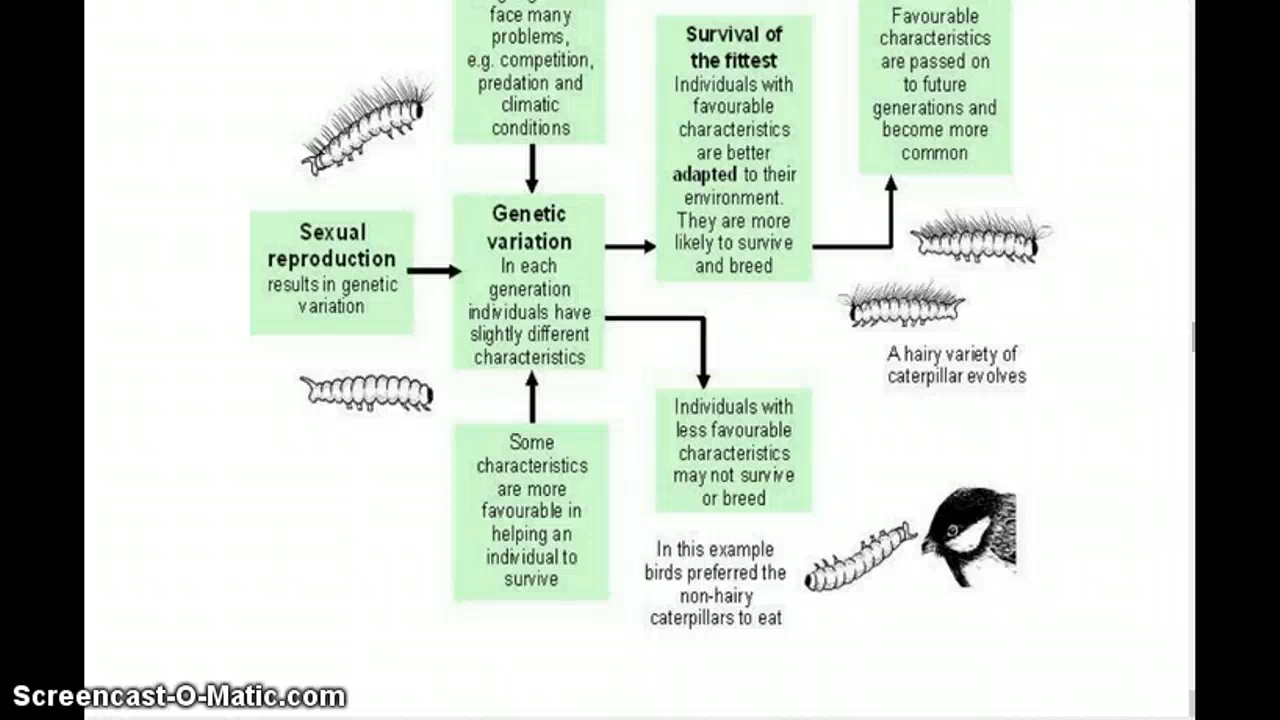 face many
problems,
e.g. competition,
predation and
climatic
conditions
Survival of
the fittest
Individuals with
favourable
characteristics
are better
adapted to their
environment.
They are more
likely to survive
and breed
Favourable
characteristics
are passed on
to future
generations and
become more
common
Sexual
reproduction
results in genetic
variation
Genetic
variation
In each
generation
individuals have
slightly different
characteristics
A hairy variety of
caterpillar evolves
Some
characteristics
are more
favourable in
helping an
individual to
survive
Individuals with
less favourable
characteristics
may not survive
or breed
In this example
birds preferred the
non-hairy
caterpillars to eat
Screencast-O-Matic.com